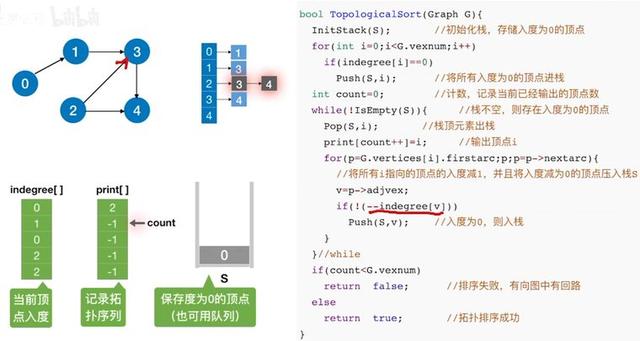 bilibili
0
1
3
2
4
0
1
2
3
4
1
3
3
4
4
indegree[ ]
0
1
0
2
2
当前顶
点入度
print[ ]
2
-1
-1
-1
-1
count
记录拓
扑序列
0
S
保存度为0的顶点
（也可用队列）
bool TopologicalSort(Graph G){
InitStack(S); //初始化栈，存储入度为0的顶点
for(int i=0;i<G.vexnum;i++)
if(indegree[i]==0)
Push(S,i); //将所有入度为0的顶点进栈
int count=0; //计数，记录当前已经输出的顶点数
while(!IsEmpty(S)){ //栈不空，则存在入度为0的顶点
Pop(S,i); //栈顶元素出栈
print[count++]=i; //输出顶点i
for(p=G.vertices[i].firstarc;p;p=p->nextarc){
//将所有i指向的顶点的入度减1，并且将入度减为0的顶点压入栈S
v=p->adjvex;
if(!(--indegree[v]))
Push(S,v); //入度为0，则入栈
}
}//while
if(count<G.vexnum)
return false; //排序失败，有向图中有回路
else
return true; //拓扑排序成功
}